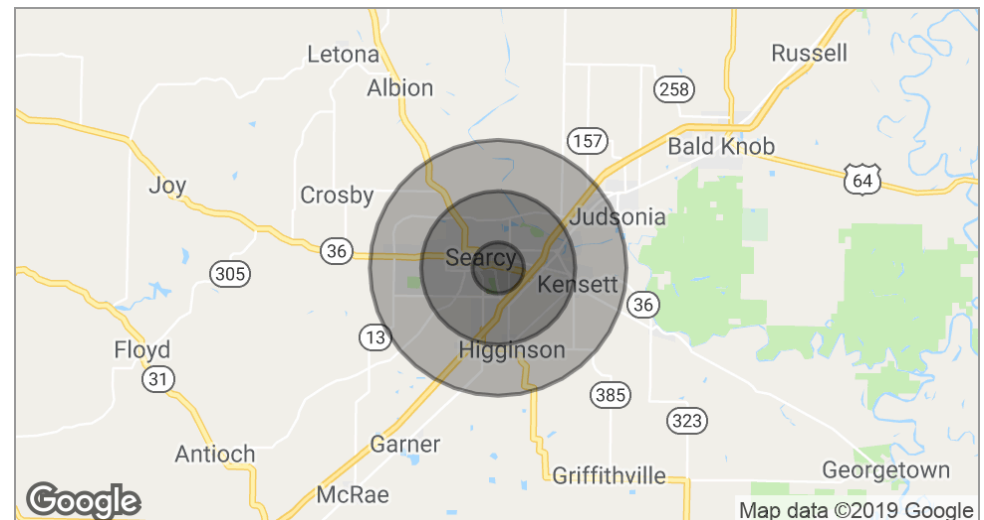 Letona
Russell
Albion
258
157
Bald Knob
64
Joy
Crosby
Judsonia
36
Searcy
305
Kensett
36
13
Floyd
Higginson
31
385
323
Garner
Antioch
Griffithville
Georgetown
McRae
Google
Map data ©2019 Google